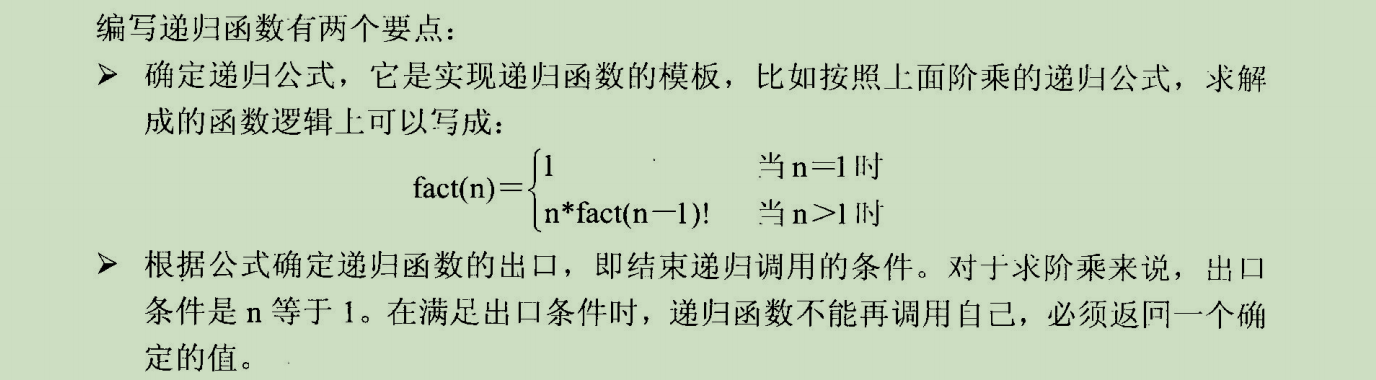 编写递归函数有两个要点：
➢ 确定递归公式，它是实现递归函数的模板，比如按照上面阶乘的递归公式，求解
成的函数逻辑上可以写成：
fact(n)={1 当 n=1 时
n*fact(n-1)! 当 n>1 时
➢ 根据公式确定递归函数的出口，即结束递归调用的条件。对于求阶乘来说，出口
条件是 n 等于 1。在满足出口条件时，递归函数不能再调用自己，必须返回一个确
定的值。